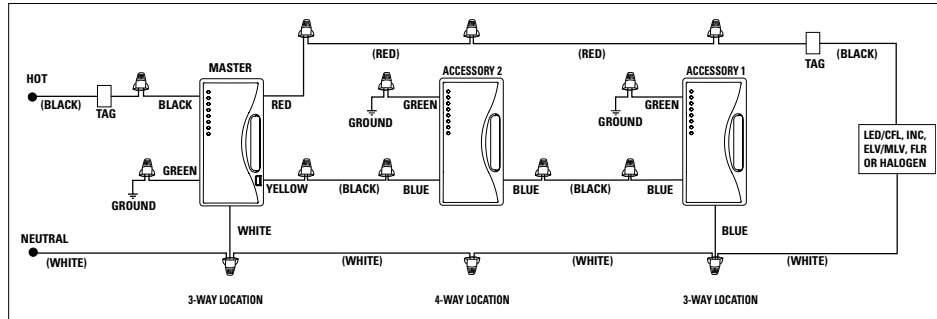 (RED)
(RED)
TAG
(BLACK)
HOT
(BLACK)
TAG
BLACK
MASTER
RED
ACCESSORY 2
GREEN
GROUND
ACCESSORY 1
GREEN
GROUND
LED/CFL, INC,
ELV/MLV, FLR
OR HALOGEN
GREEN
GROUND
YELLOW
(BLACK)
BLUE
BLUE
(BLACK)
BLUE
WHITE
BLUE
NEUTRAL
(WHITE)
(WHITE)
(WHITE)
(WHITE)
3-WAY LOCATION
4-WAY LOCATION
3-WAY LOCATION